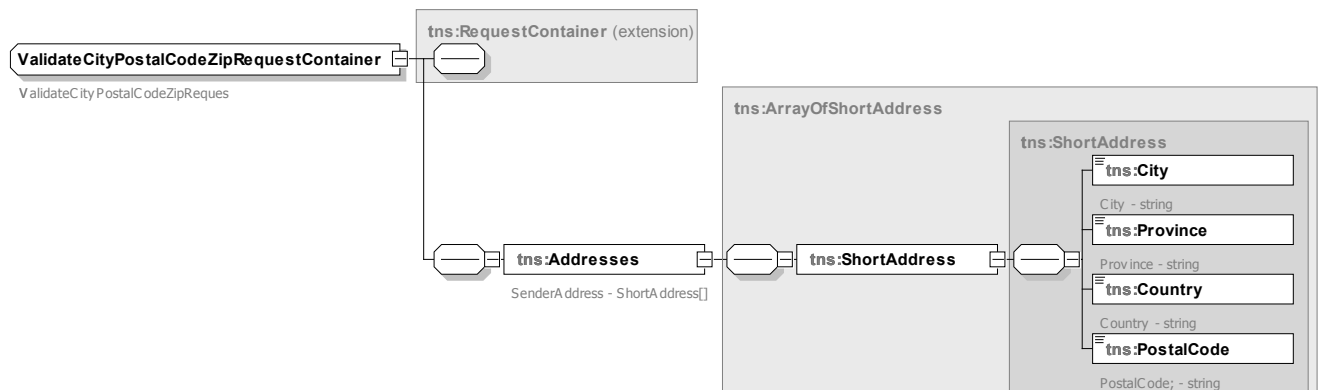 tns:RequestContainer (extension)
ValidateCityPostalCodeZipRequestContainer
ValidateCityPostalCodeZipReques
tns:ArrayOfShortAddress
tns:ShortAddress
tns:City
City - string
tns:Province
Province - string
tns:Addresses
tns:ShortAddress
SenderAddress - ShortAddress[]
tns:Country
Country - string
tns:PostalCode
PostalCode; - string